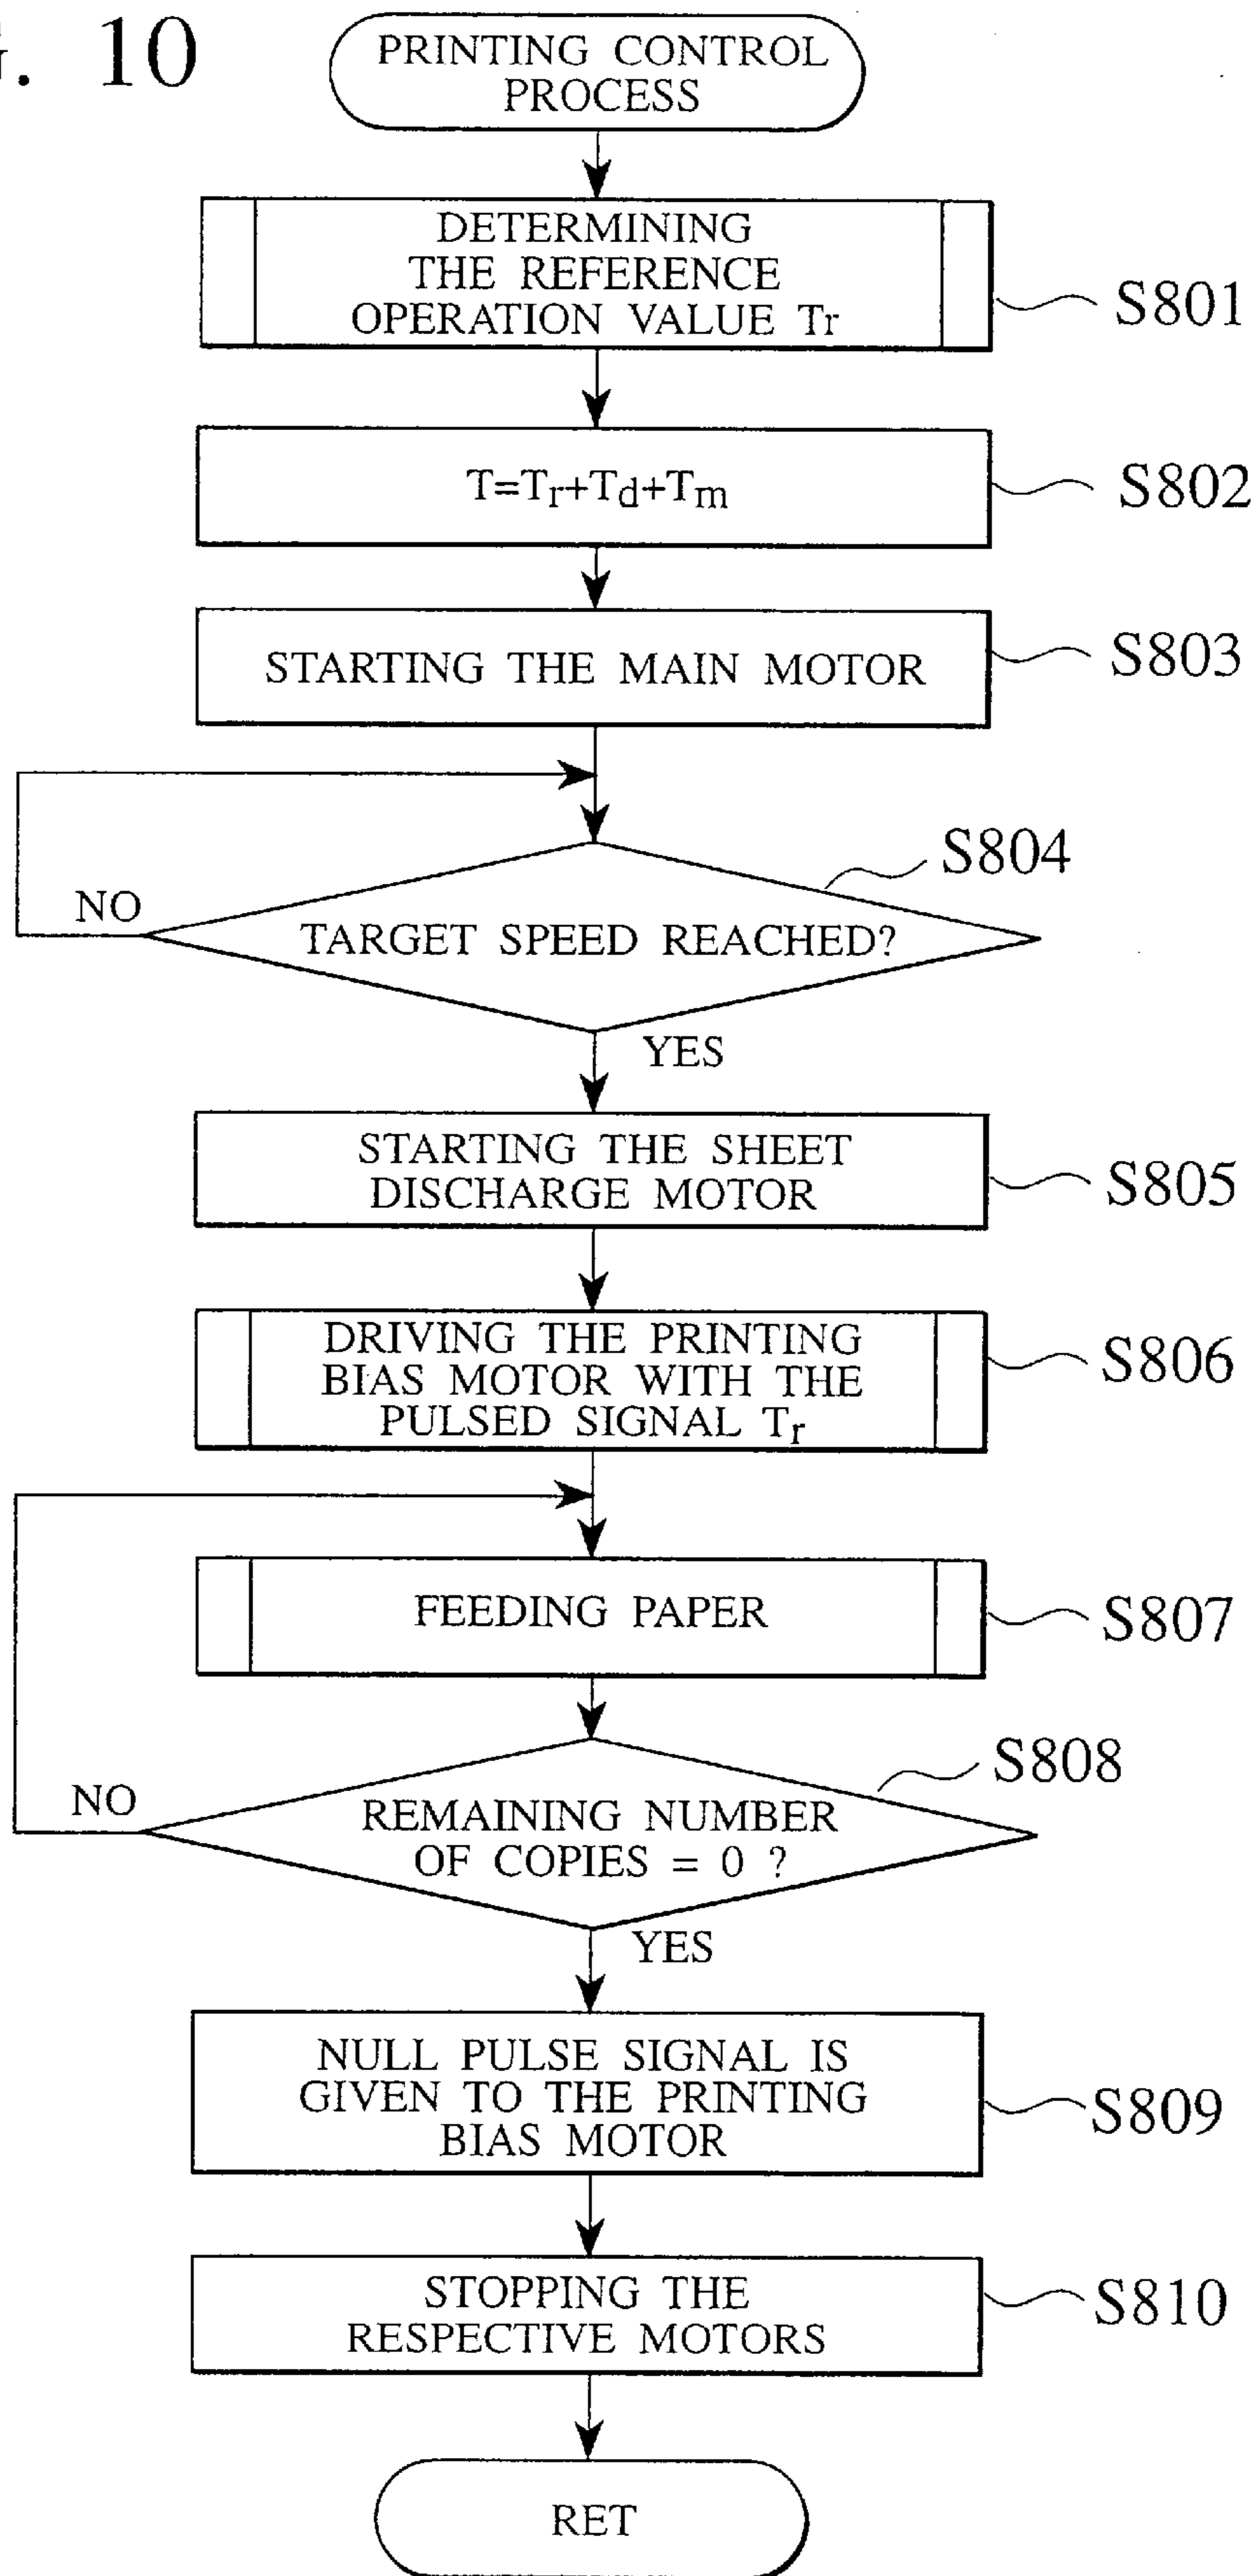 G. 10
PRINTING CONTROL
PROCESS
DETERMINING
THE REFERENCE
OPERATION VALUE Tr
S801
T=Tr+Td+Tm
S802
STARTING THE MAIN MOTOR
S803
S804
NO
TARGET SPEED REACHED?
YES
STARTING THE SHEET
DISCHARGE MOTOR
S805
DRIVING THE PRINTING
BIAS MOTOR WITH THE
PULSED SIGNAL Tr
S806
FEEDING PAPER
S807
S808
NO
REMAINING NUMBER
OF COPIES = 0 ?
YES
NULL PULSE SIGNAL IS
GIVEN TO THE PRINTING
BIAS MOTOR
S809
STOPPING THE
RESPECTIVE MOTORS
S810
RET